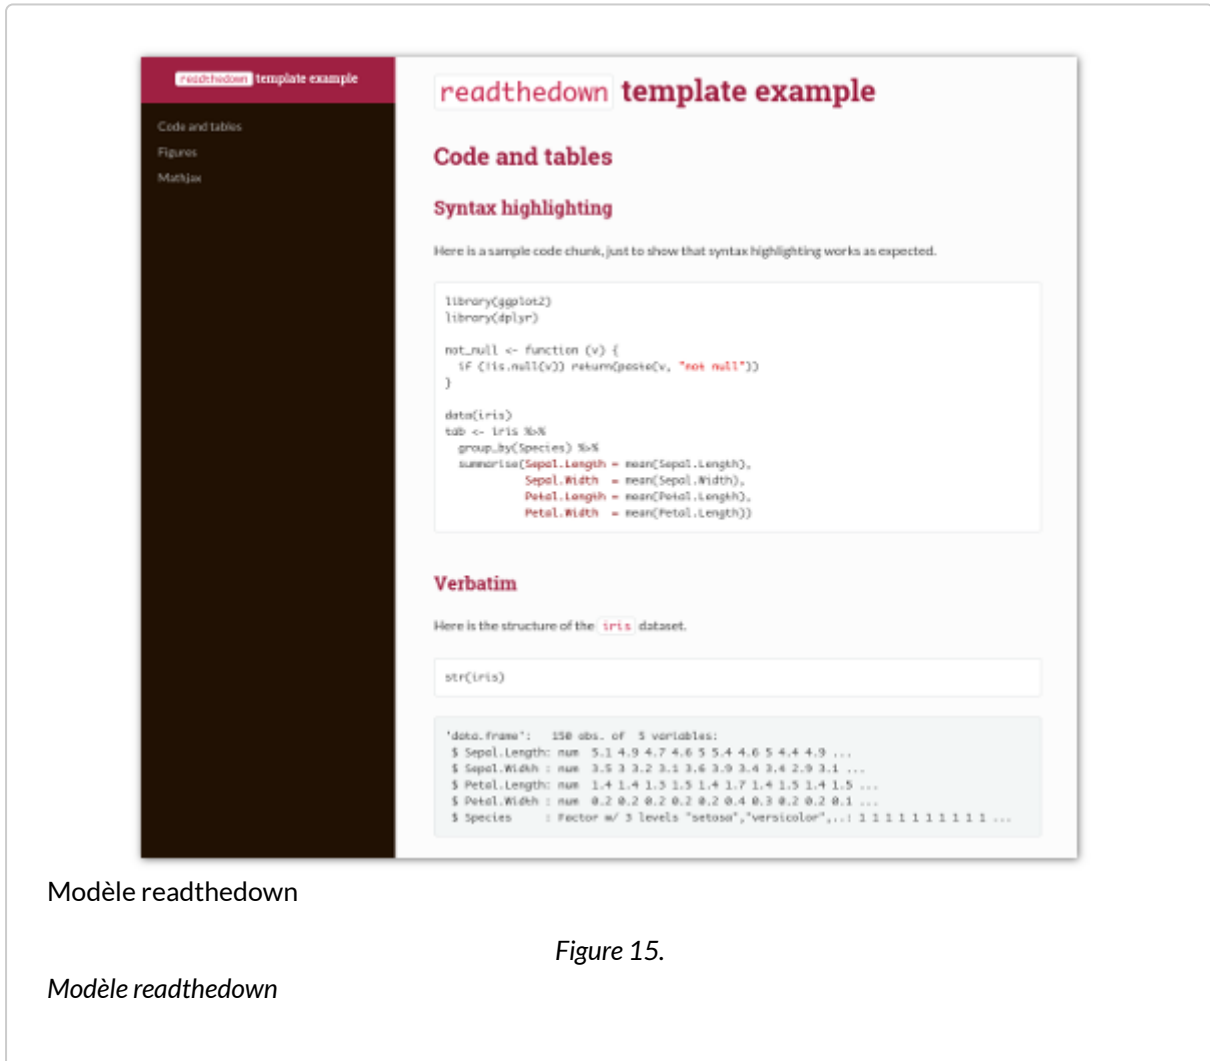 readthedown template example
Code and tables
Figures
Mathjax
readthedown template example
Code and tables
Syntax highlighting
Here is a sample code chunk, just to show that syntax highlighting works as expected.
library(ggplot2)
library(dplyr)
not_null <- function (v) {
  if (!is.null(v)) return(paste(v, "not null"))
}
data(iris)
tab <- iris %>%
  group_by(Species) %>%
  summarise(Sepal.Length = mean(Sepal.Length),
            Sepal.Width  = mean(Sepal.Width),
            Petal.Length = mean(Petal.Length),
            Petal.Width  = mean(Petal.Length))
Verbatim
Here is the structure of the iris dataset.
str(iris)
'data.frame':   150 obs. of  5 variables:
 $ Sepal.Length: num  5.1 4.9 4.7 4.6 5 5.4 4.6 5 4.4 4.9 ...
 $ Sepal.Width : num  3.5 3 3.2 3.1 3.6 3.9 3.4 3.4 2.9 3.1 ...
 $ Petal.Length: num  1.4 1.4 1.3 1.5 1.4 1.7 1.4 1.5 1.4 1.5 ...
 $ Petal.Width : num  0.2 0.2 0.2 0.2 0.2 0.4 0.3 0.2 0.2 0.1 ...
 $ Species     : Factor w/ 3 levels "setosa","versicolor",..: 1 1 1 1 1 1 1 1 1 1 ...
Modèle readthedown
Figure 15.
Modèle readthedown